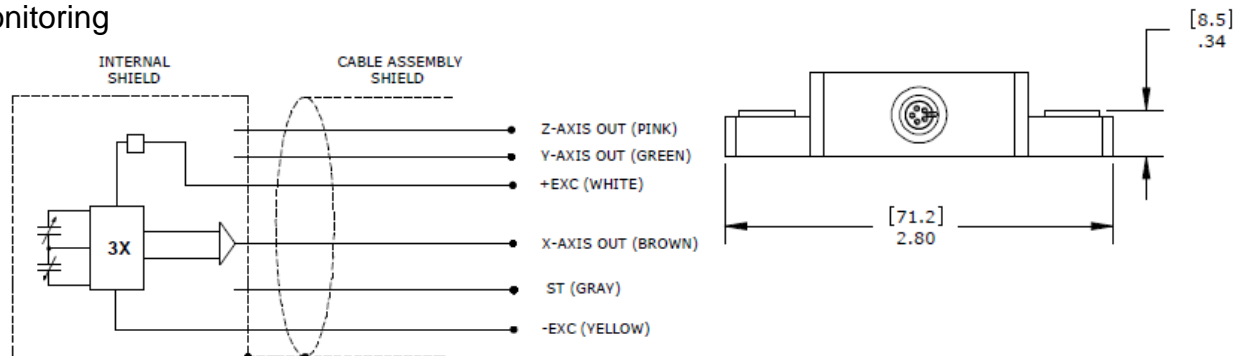 onitoring
INTERNAL
SHIELD
CABLE ASSEMBLY
SHIELD
Z-AXIS OUT (PINK)
Y-AXIS OUT (GREEN)
+EXC (WHITE)
3X
X-AXIS OUT (BROWN)
ST (GRAY)
-EXC (YELLOW)
[8.5]
.34
[71.2]
2.80